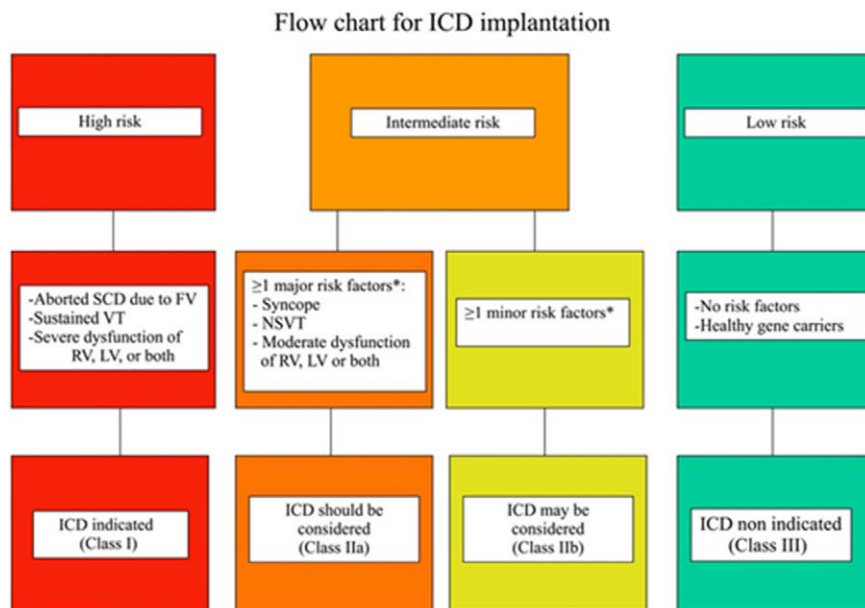 Flow chart for ICD implantation
High risk
Intermediate risk
Low risk
-Aborted SCD due to FV
-Sustained VT
-Severe dysfunction of
RV, LV, or both
≥1 major risk factors*:
- Syncope
- NSVT
- Moderate dysfunction
of RV, LV or both
≥1 minor risk factors*
-No risk factors
-Healthy gene carriers
ICD indicated
(Class I)
ICD should be
considered
(Class IIa)
ICD may be
considered
(Class IIb)
ICD non indicated
(Class III)